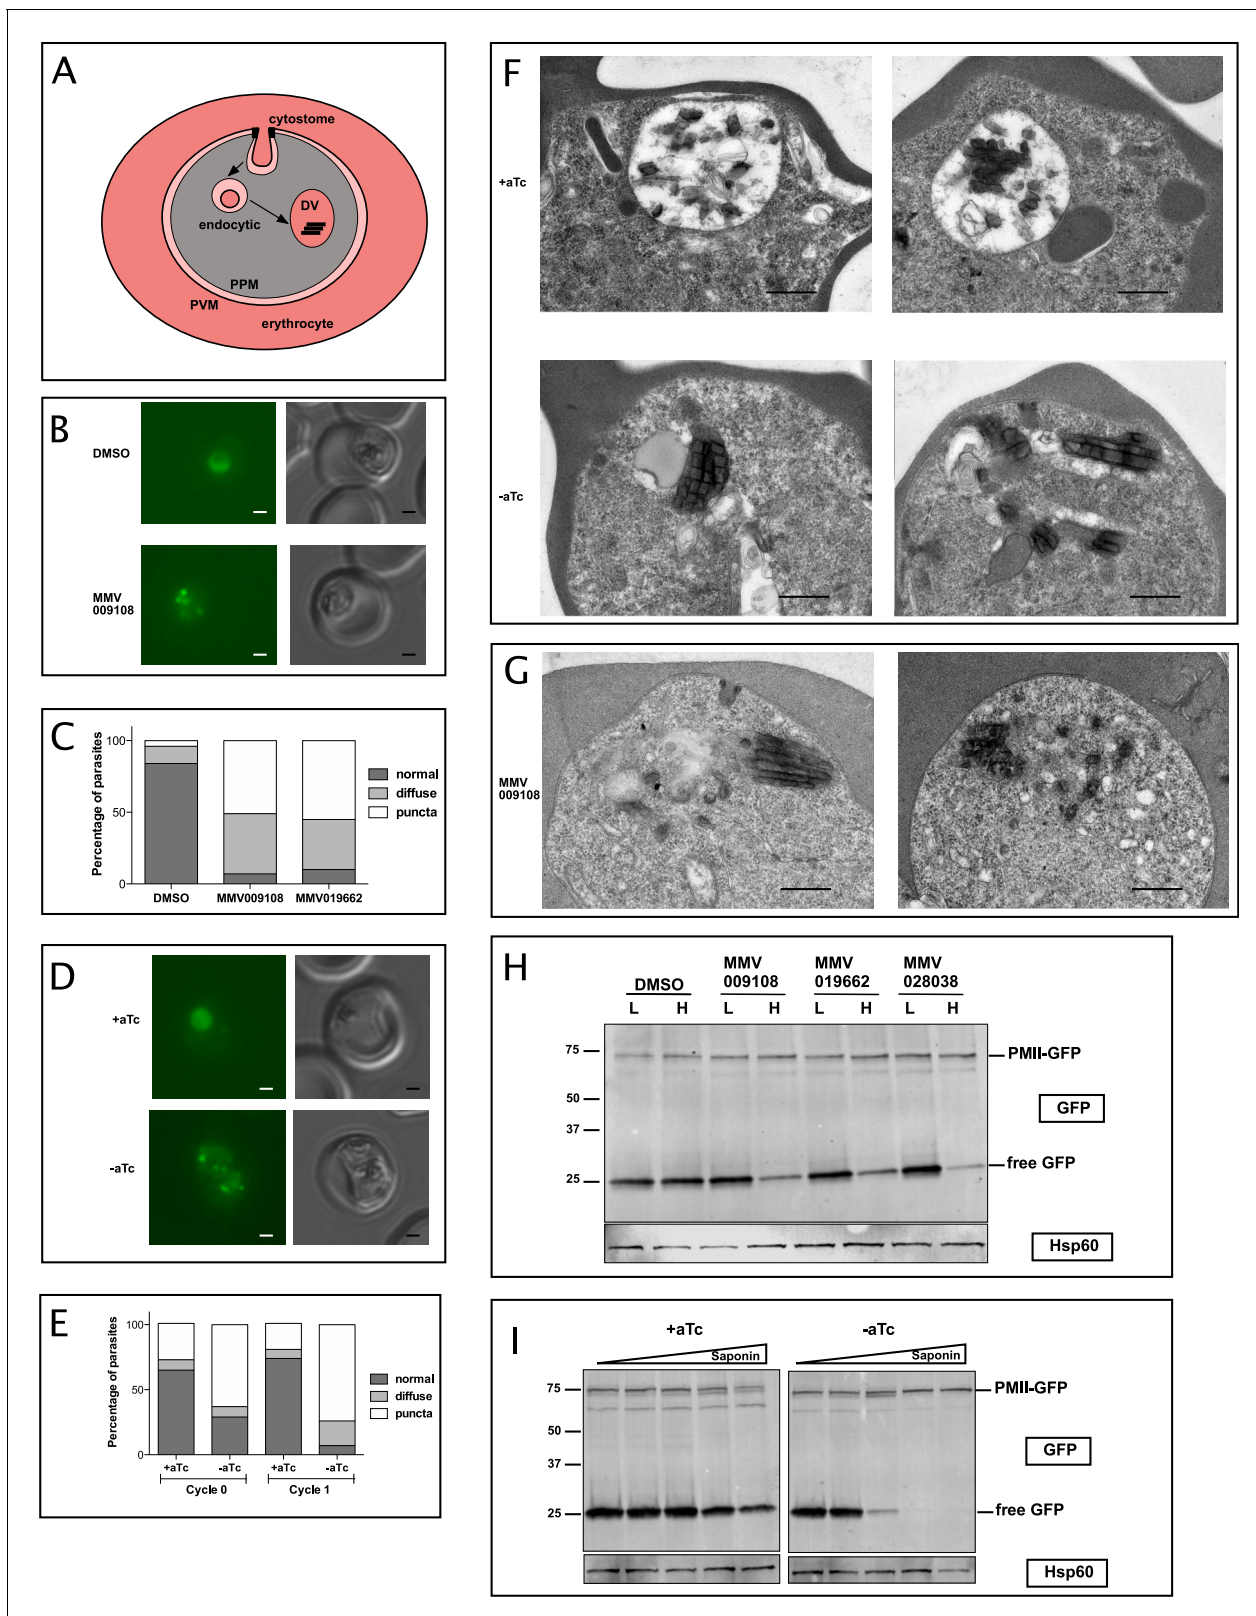 A
cytostome
DV
endocytic
PPM
PVM
erythrocyte
B
DMSO
MMV
009108
C
Percentage of parasites
100
50
0
normal
diffuse
puncta
DMSO
MMV009108
MMV019662
D
+aTc
-aTc
E
Percentage of parasites
100
50
0
normal
diffuse
puncta
+aTc
-aTc
+aTc
-aTc
Cycle 0
Cycle 1
F
+aTc
-aTc
G
MMV
009108
H
DMSO
MMV
009108
MMV
019662
MMV
028038
L
H
L
H
L
H
L
H
75
50
37
25
PMII-GFP
GFP
free GFP
Hsp60
I
+aTc
-aTc
Saponin
Saponin
75
50
37
25
PMII-GFP
GFP
free GFP
Hsp60